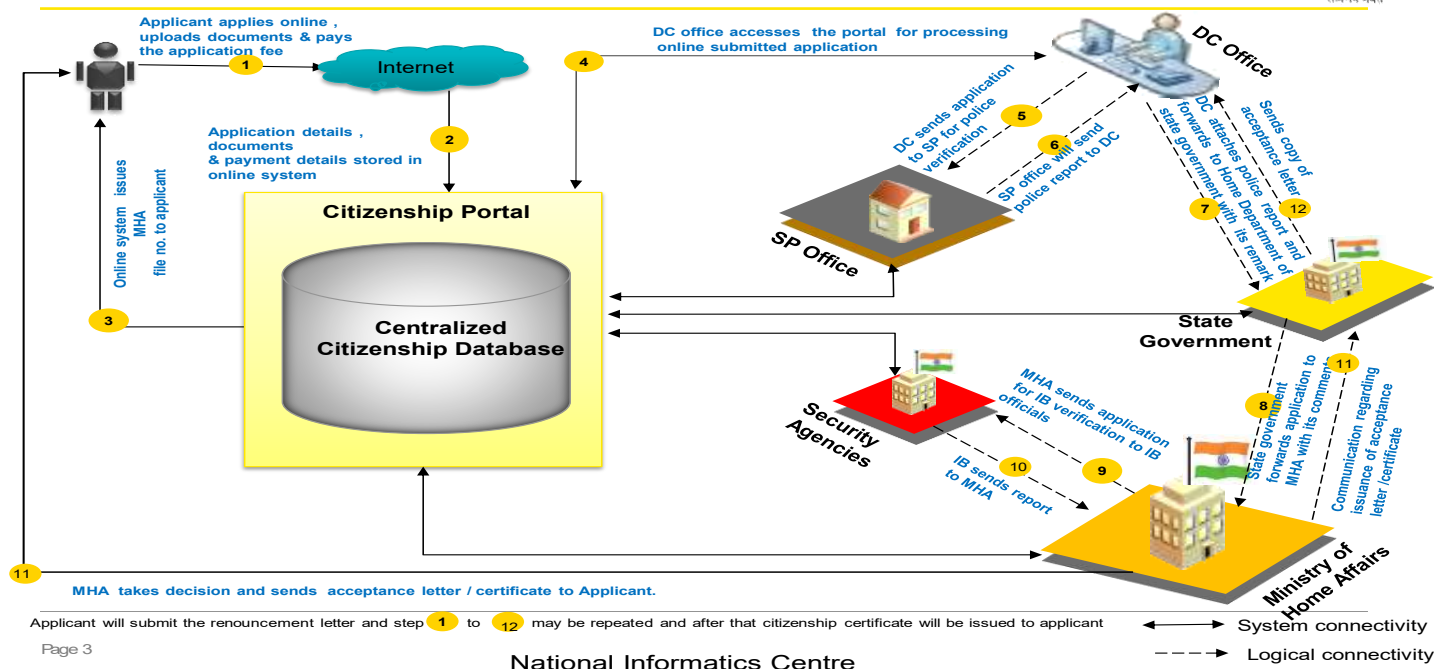 Applicant applies online ,
uploads documents & pays
the application fee
1
Internet
4
DC office accesses the portal for processing
online submitted application
DC Office
Application details ,
documents
& payment details stored in
online system
2
DC sends application
to SP for police
verification
5
6
SP office will send
police report to DC
DC attaches police report and
forwards to Home Department of
state government with its remark
7
Sends copy of
acceptance letter
12
Online system issues
MHA
file no. to applicant
3
Citizenship Portal
Centralized
Citizenship Database
SP Office
State
Government
Security
Agencies
MHA sends application
for IB verification to IB
officials
9
10
IB sends report
to MHA
8
State government
forwards application to
MHA with its comments
11
Communication regarding
issuance of acceptance
letter /certificate
Ministry of
Home Affairs
11
MHA takes decision and sends acceptance letter / certificate to Applicant.
Applicant will submit the renouncement letter and step 1 to 12 may be repeated and after that citizenship certificate will be issued to applicant
System connectivity
Logical connectivity
Page 3
National Informatics Centre